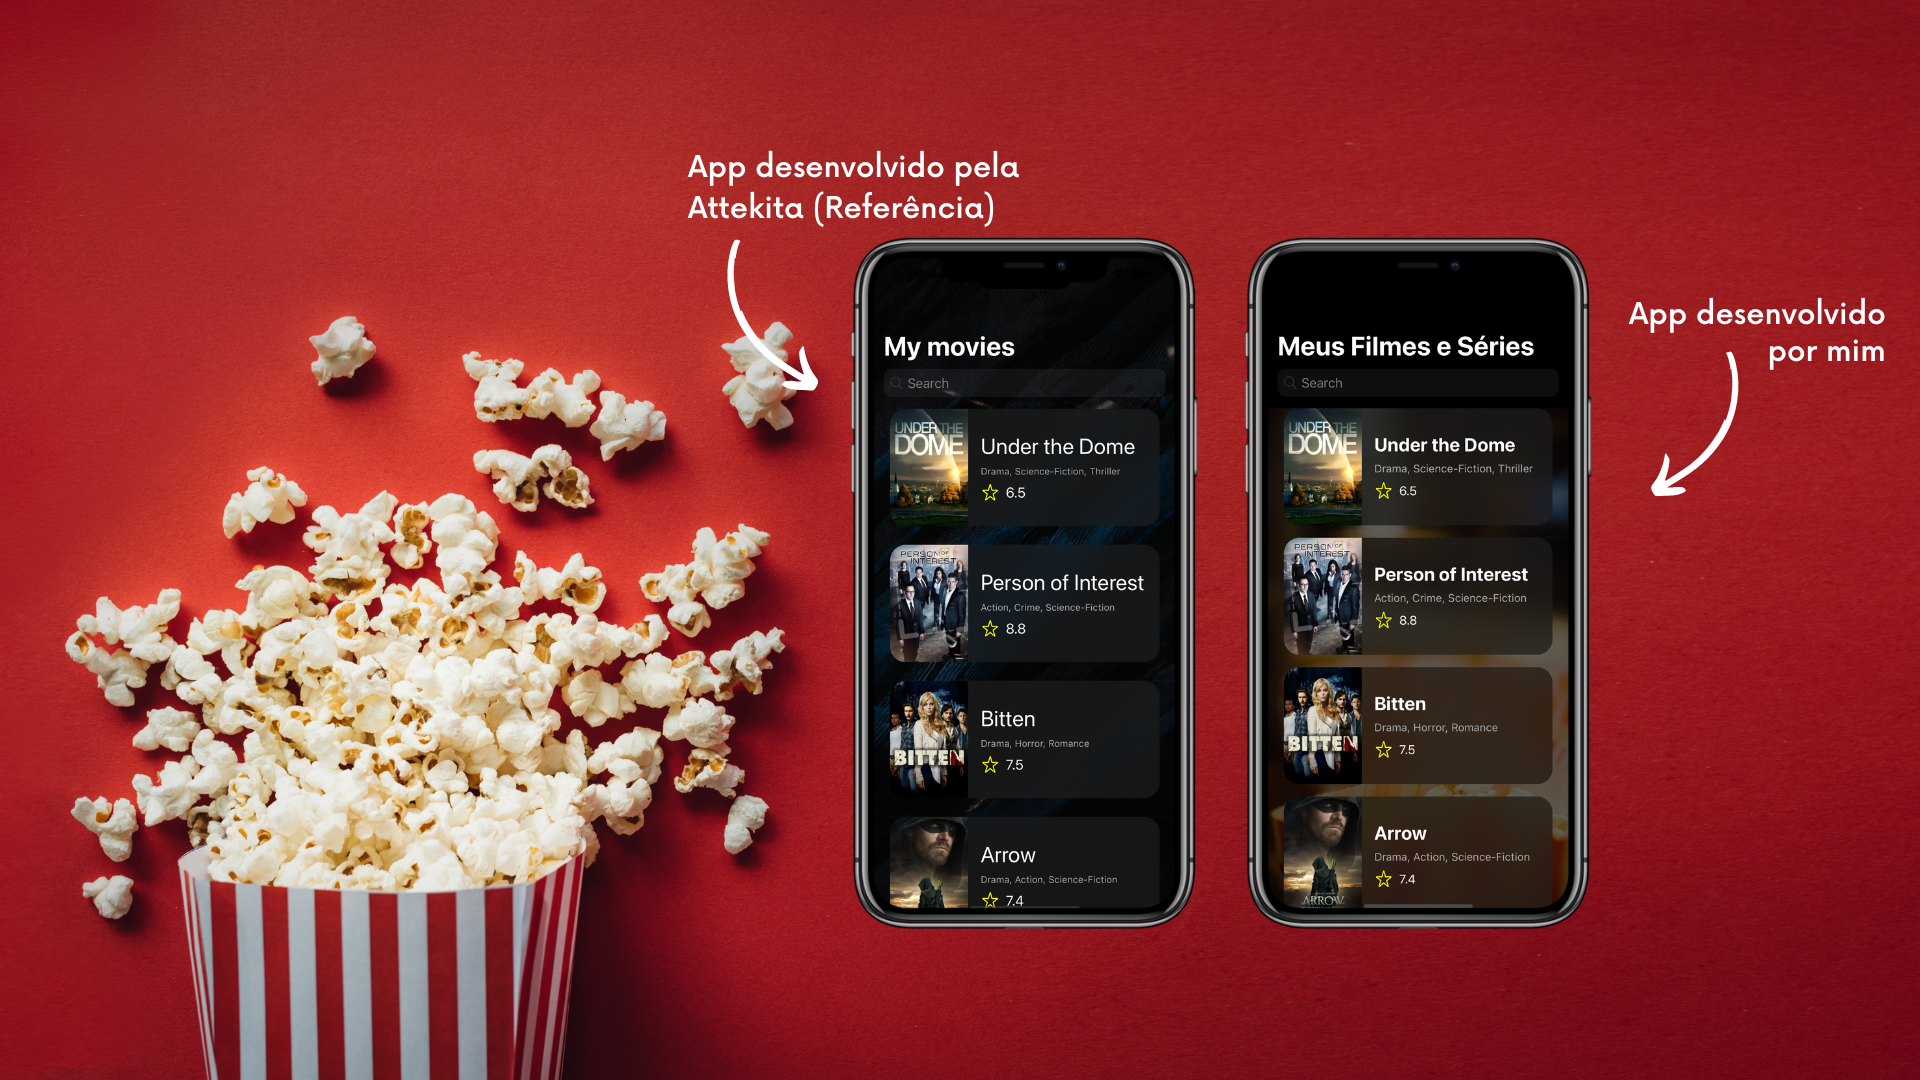 App desenvolvido pela
Attekita (Referência)
App desenvolvido
por mim
My movies
Search
UNDER THE
DOME
Under the Dome
Drama, Science-Fiction, Thriller
6.5
PERSON OF
INTEREST
Person of Interest
Action, Crime, Science-Fiction
8.8
BITTEN
Bitten
Drama, Horror, Romance
7.5
Arrow
Drama, Action, Science-Fiction
7.4
Meus Filmes e Séries
Search
UNDER THE
DOME
Under the Dome
Drama, Science-Fiction, Thriller
6.5
PERSON OF
INTEREST
Person of Interest
Action, Crime, Science-Fiction
8.8
BITTEN
Bitten
Drama, Horror, Romance
7.5
ARROW
Arrow
Drama, Action, Science-Fiction
7.4